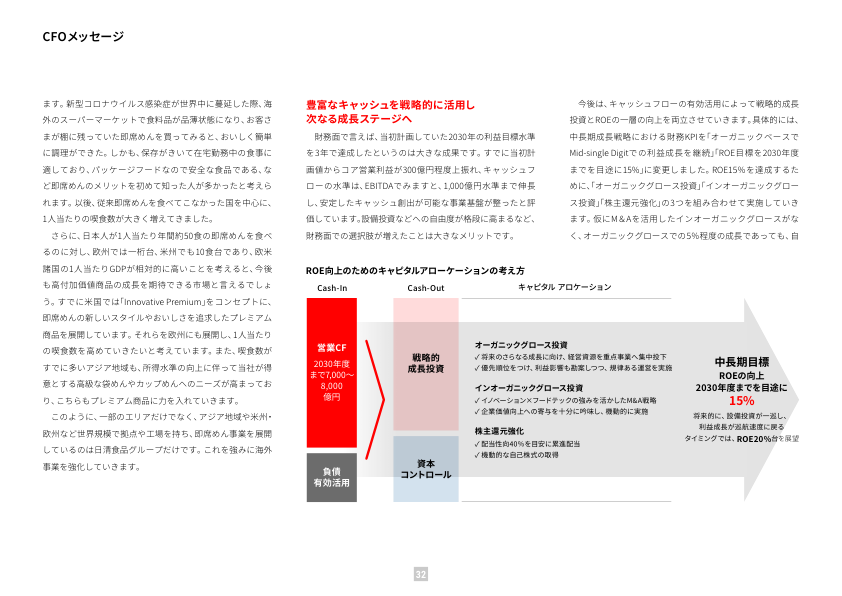 CFOメッセージ
ます。新型コロナウイルス感染症が世界中に蔓延した際、海
外のスーパーマーケットで食料品が品薄状態になり、お客さ
まが棚に残っていた即席めんを買ってみると、おいしく簡単
に調理ができた。しかも、保存がきいて在宅勤務中の食事に
適しており、パッケージフードなので安全な食品である、な
ど即席めんのメリットを初めて知った人が多かったと考えら
れます。以後、従来即席めんを食べてこなかった国を中心に、
1人当たりの喫食数が大きく増えてきました。
さらに、日本人が1人当たり年間約50食の即席めんを食べ
るのに対し、欧州では一桁台、米州でも10食台であり、欧米
諸国の1人当たりGDPが相対的に高いことを考えると、今後
も高付加価値商品の成長を期待できる市場と言えるでしょ
う。すでに米国では「Innovative Premium」をコンセプトに、
即席めんの新しいスタイルやおいしさを追求したプレミアム
商品を展開しています。それらを欧州にも展開し、1人当たり
の喫食数を高めていきたいと考えています。また、喫食数が
すでに多いアジア地域も、所得水準の向上に伴って当社が得
意とする高級な袋めんやカップめんへのニーズが高まってお
り、こちらもプレミアム商品に力を入れていきます。
このように、一部のエリアだけでなく、アジア地域や米州・
欧州など世界規模で拠点や工場を持ち、即席めん事業を展開
しているのは日清食品グループだけです。これを強みに海外
事業を強化していきます。
豊富なキャッシュを戦略的に活用し
次なる成長ステージへ
財務面で言えば、当初計画していた2030年の利益目標水準
を3年で達成したというのは大きな成果です。すでに当初計
画値からコア営業利益が300億円程度上振れ、キャッシュフ
ローの水準は、EBITDAでみますと、1,000億円水準まで伸長
し、安定したキャッシュ創出が可能な事業基盤が整ったと評
価しています。設備投資などへの自由度が格段に高まるなど、
財務面での選択肢が増えたことは大きなメリットです。
今後は、キャッシュフローの有効活用によって戦略的成長
投資とROEの一層の向上を両立させていきます。具体的には、
中長期成長戦略における財務KPIを「オーガニックベースで
Mid-single Digitでの利益成長を継続」「ROE目標を2030年度
までを目途に15%」に変更しました。ROE15%を達成するた
めに、「オーガニックグロース投資」「インオーガニックグロー
ス投資」「株主還元強化」の3つを組み合わせて実施していき
ます。仮にM&Aを活用したインオーガニックグロースがな
く、オーガニックグロースでの5%程度の成長であっても、自
ROE向上のためのキャピタルアローケーションの考え方
Cash-In
Cash-Out
キャピタル アロケーション
営業CF
2030年度
まで7,000～
8,000
億円
負債
有効活用
戦略的
成長投資
資本
コントロール
オーガニックグロース投資
✓ 将来のさらなる成長に向け、経営資源を重点事業へ集中投下
✓ 優先順位をつけ、利益影響も勘案しつつ、規律ある運営を実施
インオーガニックグロース投資
✓ イノベーション×フードテックの強みを活かしたM&A戦略
✓ 企業価値向上への寄与を十分に吟味し、機動的に実施
株主還元強化
✓ 配当性向40%を目安に累進配当
✓ 機動的な自己株式の取得
中長期目標
ROEの向上
2030年度までを目途に
15%
将来的に、設備投資が一巡し、
利益成長が巡航速度に戻る
タイミングでは、ROE20%台を展望
32